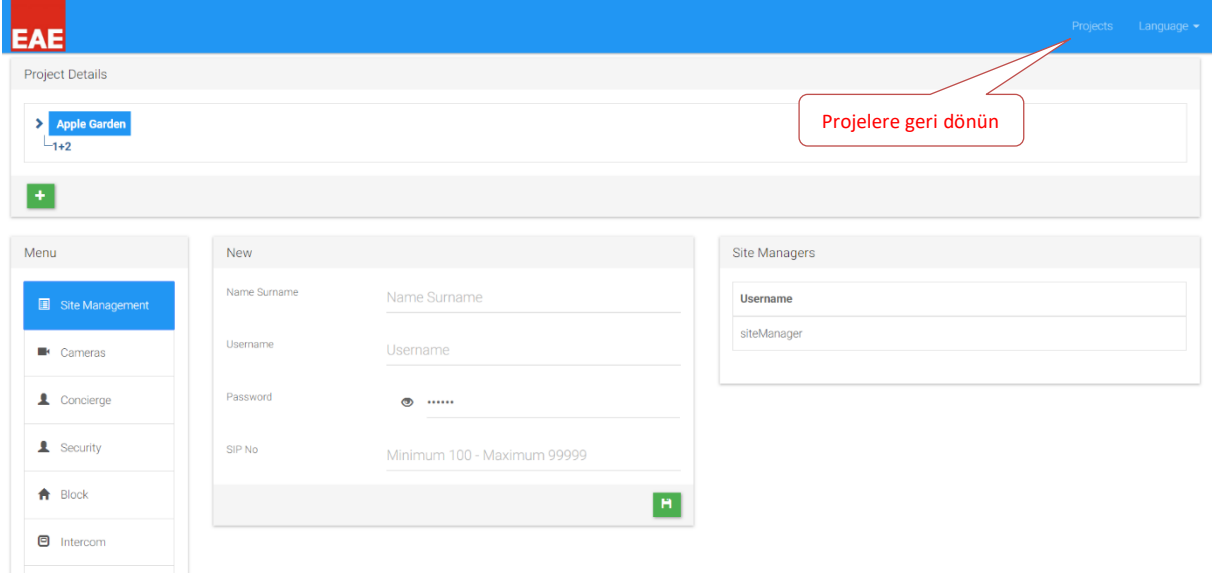 EAE
Projects Language
Project Details
Apple Garden
1+2
Projelere geri dönün
Menu
Site Management
Cameras
Concierge
Security
Block
Intercom
New
Name Surname Name Surname
Username Username
Password ••••••
SIP No Minimum 100 - Maximum 99999
Site Managers
Username
siteManager